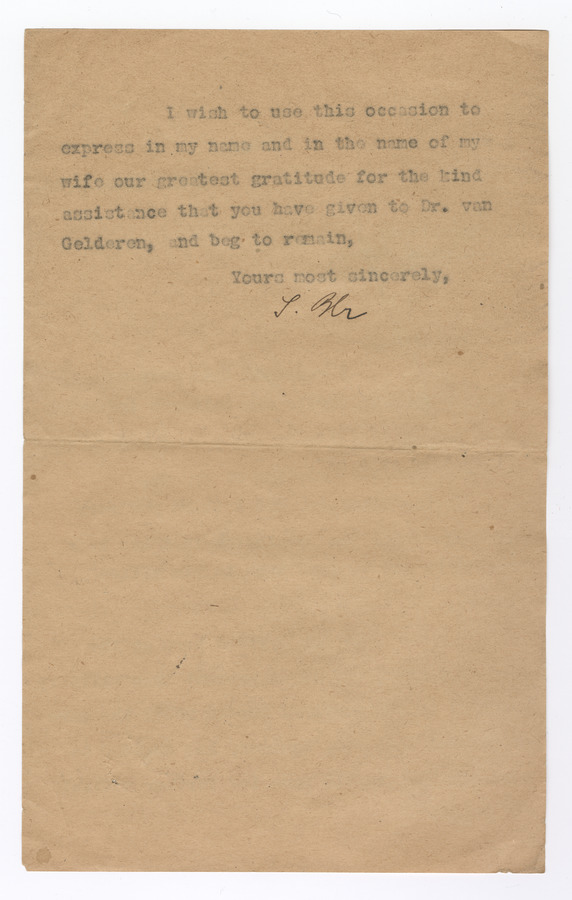 I wish to use this occasion to
express in my name and in the name of my
wife our greatest gratitude for the kind
assistance that you have given to Dr. van
Gelderen, and beg to remain,
Yours most sincerely,